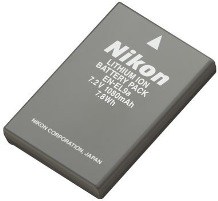 Nikon
LITHIUM ION
BATTERY PACK
EN-EL9a
7.2V 1080mAh
7.8Wh
NIKON CORPORATION, JAPAN